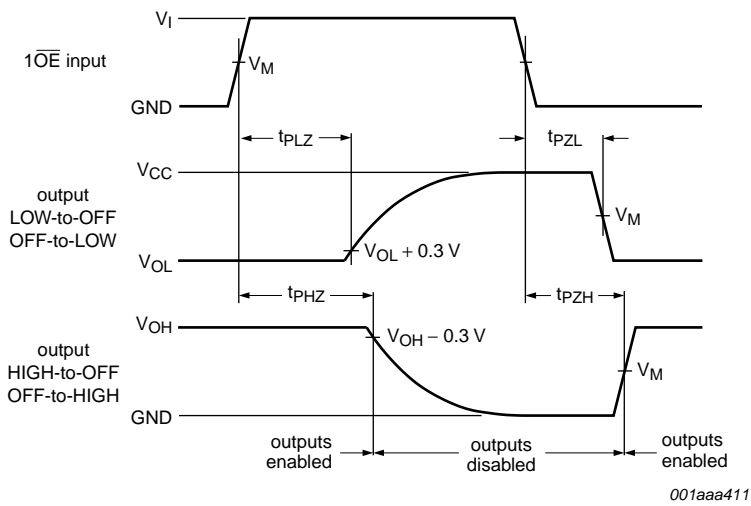 V_I
1O̅E̅ input
V_M
GND
t_PLZ
t_PZL
V_CC
output
LOW-to-OFF
OFF-to-LOW
V_M
V_OL + 0.3 V
V_OL
t_PHZ
t_PZH
V_OH
V_OH − 0.3 V
output
HIGH-to-OFF
OFF-to-HIGH
V_M
GND
outputs
enabled
outputs
disabled
outputs
enabled
001aaa411